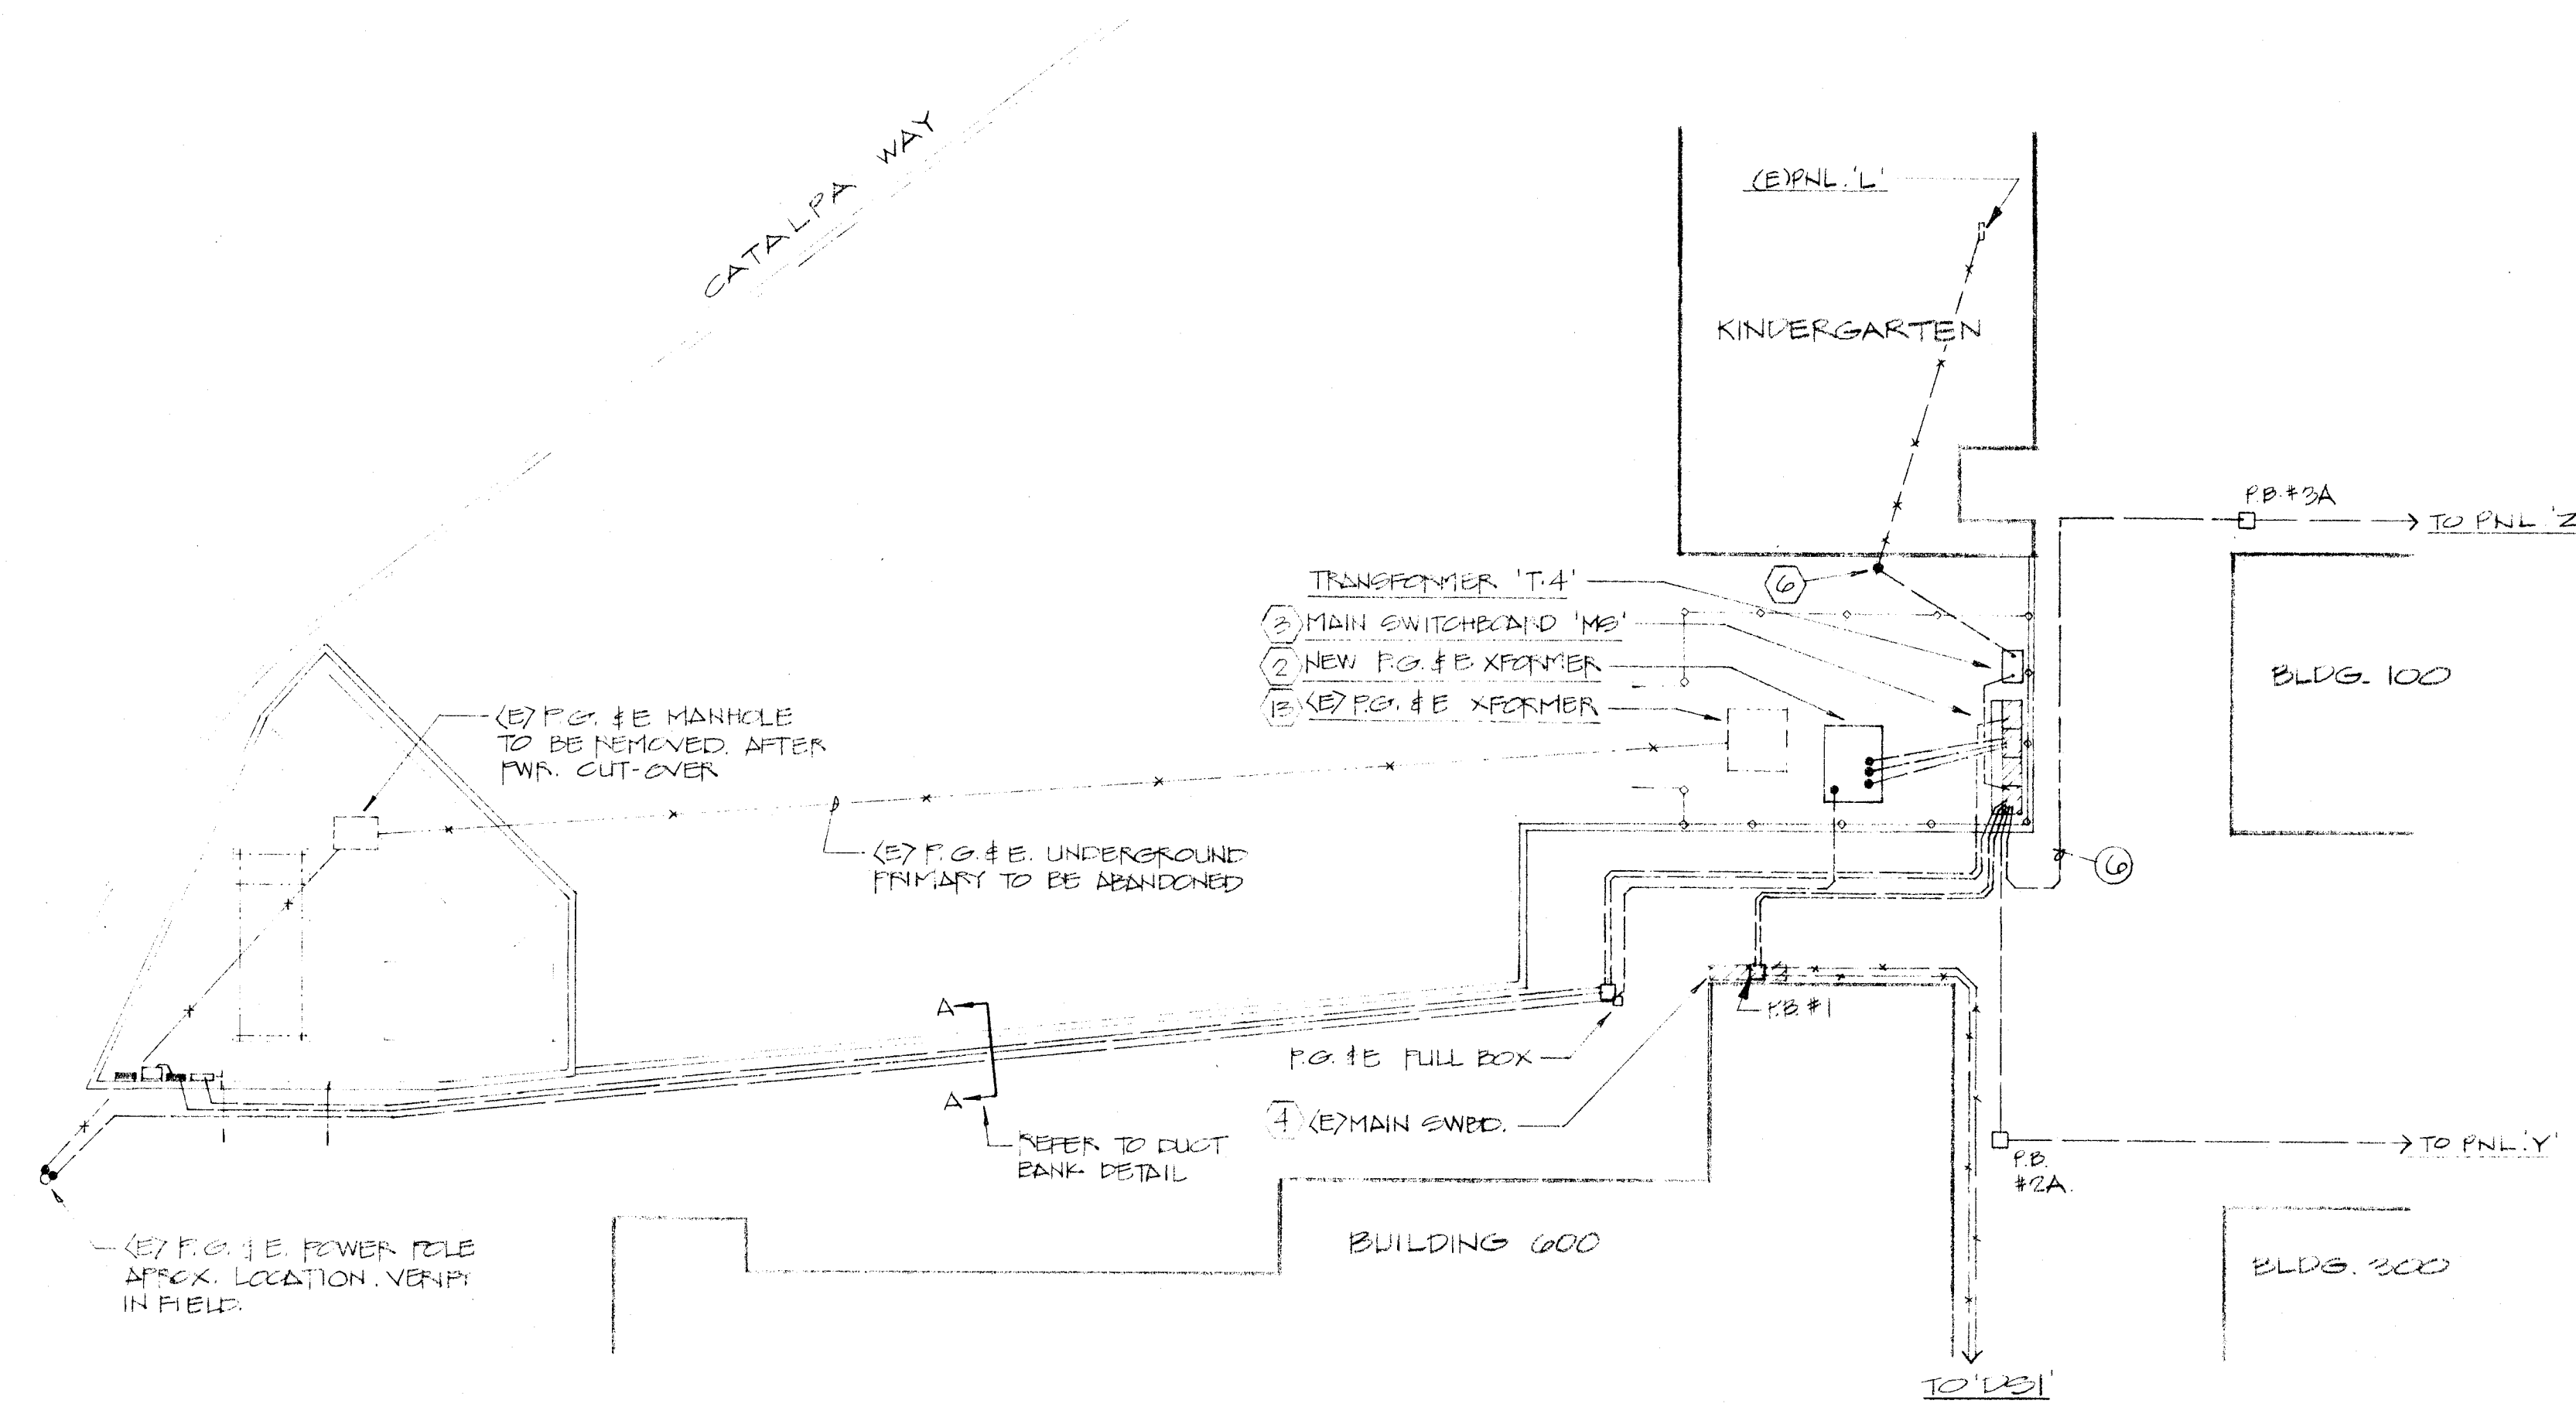 CATALPA WAY
(E)PNL. 'L'
KINDERGARTEN
P.B. #3A
TO PNL. 'Z
TRANSFORMER 'T.4'
6
3 MAIN SWITCHBOARD 'MS'
2 NEW P.G. & E XFORMER
13 (E) P.G. & E XFORMER
BLDG. 100
(E) P.G. & E MANHOLE
TO BE REMOVED. AFTER
PWR. CUT-OVER
(E) P.G. & E. UNDERGROUND
PRIMARY TO BE ABANDONED
6
A
P.B. #1
P.G. & E PULL BOX
A
4 (E) MAIN SWBD.
REFER TO DUCT
BANK DETAIL
TO PNL. 'Y'
P.B.
#2A.
(E) P.G. & E. POWER POLE
APROX. LOCATION. VERIFY
IN FIELD.
BUILDING 600
BLDG. 300
TO 'DS1'